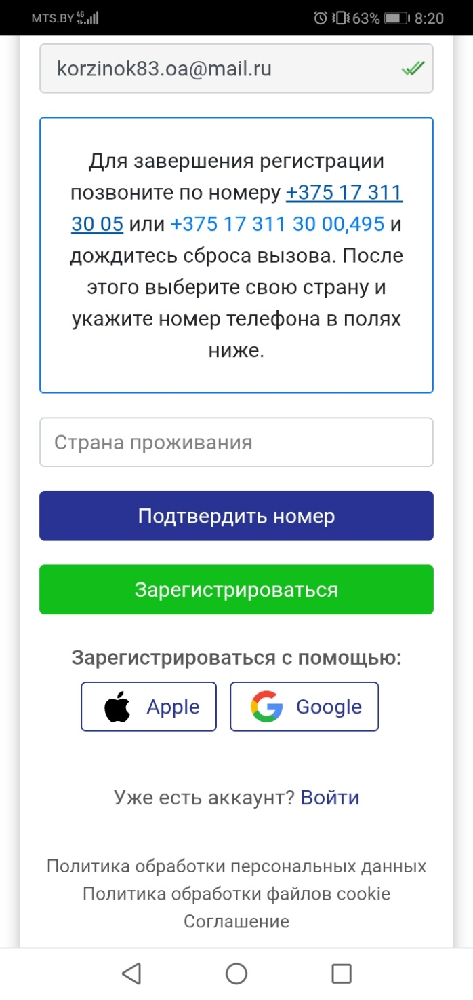 MTS.BY 4G 63% 8:20
korzinok83.oa@mail.ru
Для завершения регистрации
позвоните по номеру +375 17 311
30 05 или +375 17 311 30 00,495 и
дождитесь сброса вызова. После
этого выберите свою страну и
укажите номер телефона в полях
ниже.
Страна проживания
Подтвердить номер
Зарегистрироваться
Зарегистрироваться с помощью:
Apple Google
Уже есть аккаунт? Войти
Политика обработки персональных данных
Политика обработки файлов cookie
Соглашение